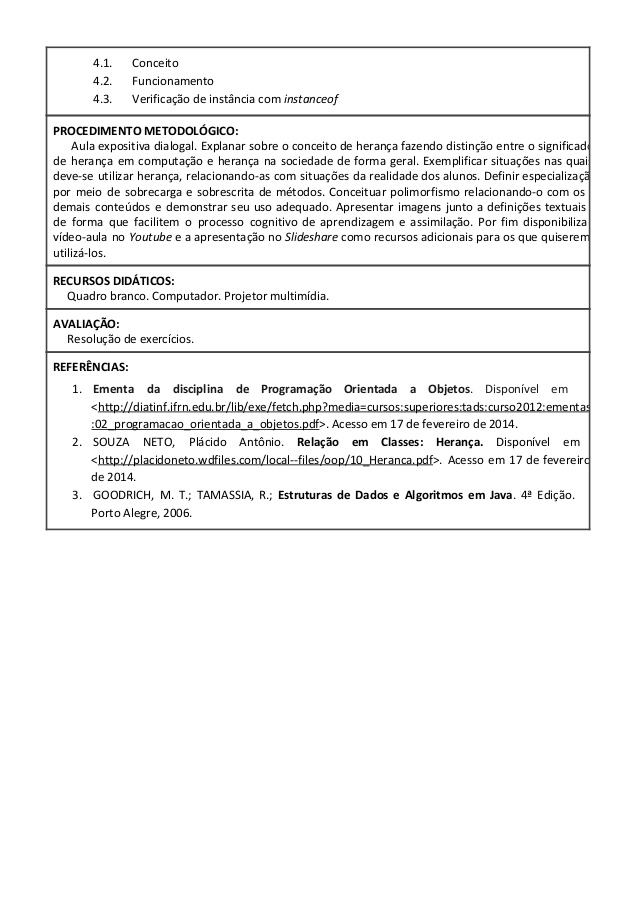 4.1. Conceito
4.2. Funcionamento
4.3. Verificação de instância com instanceof
PROCEDIMENTO METODOLÓGICO:
Aula expositiva dialogal. Explanar sobre o conceito de herança fazendo distinção entre o significado
de herança em computação e herança na sociedade de forma geral. Exemplificar situações nas quai
deve-se utilizar herança, relacionando-as com situações da realidade dos alunos. Definir especializaçã
por meio de sobrecarga e sobrescrita de métodos. Conceituar polimorfismo relacionando-o com os
demais conteúdos e demonstrar seu uso adequado. Apresentar imagens junto a definições textuais
de forma que facilitem o processo cognitivo de aprendizagem e assimilação. Por fim disponibiliza
vídeo-aula no Youtube e a apresentação no Slideshare como recursos adicionais para os que quiserem
utilizá-los.
RECURSOS DIDÁTICOS:
Quadro branco. Computador. Projetor multimídia.
AVALIAÇÃO:
Resolução de exercícios.
REFERÊNCIAS:
1. Ementa da disciplina de Programação Orientada a Objetos. Disponível em
<http://diatinf.ifrn.edu.br/lib/exe/fetch.php?media=cursos:superiores:tads:curso2012:ementas
:02_programacao_orientada_a_objetos.pdf>. Acesso em 17 de fevereiro de 2014.
2. SOUZA NETO, Plácido Antônio. Relação em Classes: Herança. Disponível em
<http://placidoneto.wdfiles.com/local--files/oop/10_Heranca.pdf>. Acesso em 17 de fevereiro
de 2014.
3. GOODRICH, M. T.; TAMASSIA, R.; Estruturas de Dados e Algoritmos em Java. 4ª Edição.
Porto Alegre, 2006.